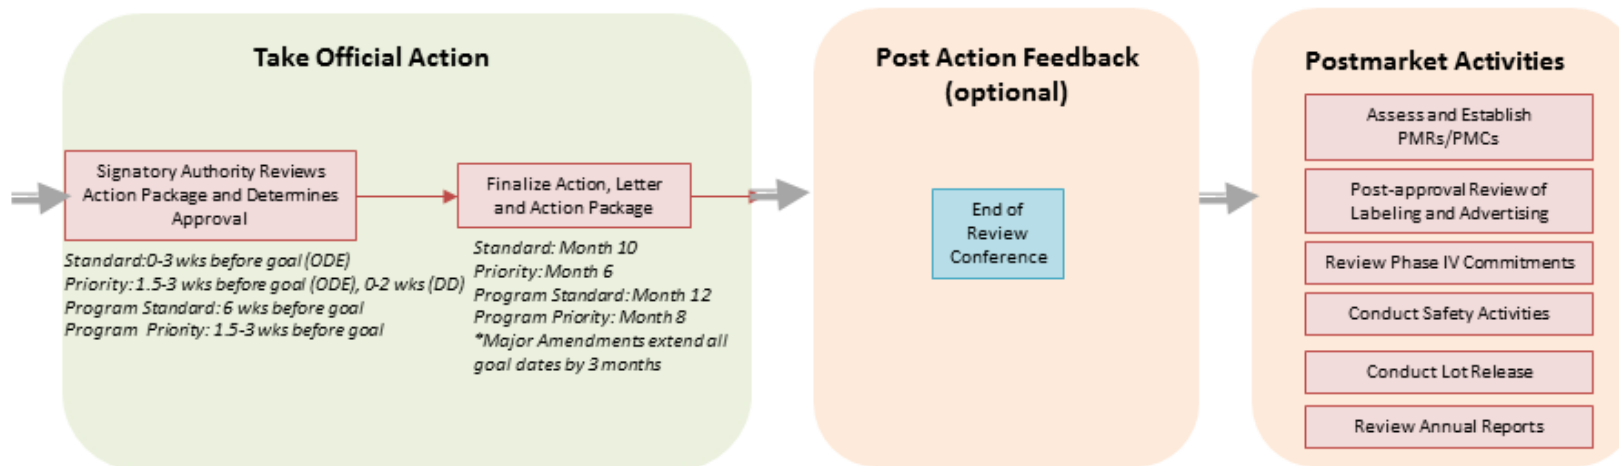 Take Official Action
Signatory Authority Reviews
Action Package and Determines
Approval
Standard:0-3 wks before goal (ODE)
Priority: 1.5-3 wks before goal (ODE), 0-2 wks (DD)
Program Standard: 6 wks before goal
Program Priority: 1.5-3 wks before goal
Finalize Action, Letter
and Action Package
Standard: Month 10
Priority: Month 6
Program Standard: Month 12
Program Priority: Month 8
*Major Amendments extend all
goal dates by 3 months
Post Action Feedback
(optional)
End of
Review
Conference
Postmarket Activities
Assess and Establish
PMRs/PMCs
Post-approval Review of
Labeling and Advertising
Review Phase IV Commitments
Conduct Safety Activities
Conduct Lot Release
Review Annual Reports